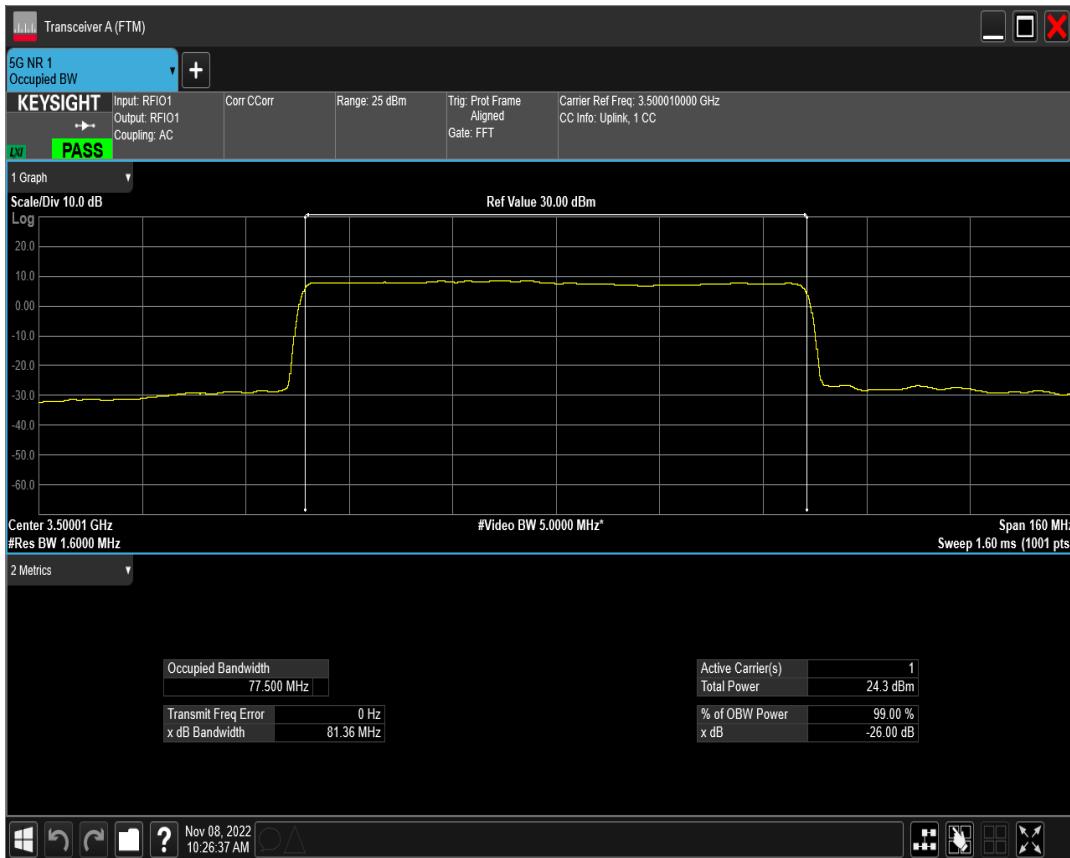 Transceiver A (FTM)
5G NR 1
Occupied BW
+
KEYSIGHT
LXI
PASS
Input: RFIO1
Output: RFIO1
Coupling: AC
Corr CCorr
Range: 25 dBm
Trig: Prot Frame
Aligned
Gate: FFT
Carrier Ref Freq: 3.500010000 GHz
CC Info: Uplink, 1 CC
1 Graph
Scale/Div 10.0 dB
Ref Value 30.00 dBm
Log
20.0
10.0
0.00
-10.0
-20.0
-30.0
-40.0
-50.0
-60.0
Center 3.50001 GHz
#Video BW 5.0000 MHz*
Span 160 MHz
#Res BW 1.6000 MHz
Sweep 1.60 ms (1001 pts
2 Metrics
Occupied Bandwidth
77.500 MHz
Transmit Freq Error 0 Hz
x dB Bandwidth 81.36 MHz
Active Carrier(s) 1
Total Power 24.3 dBm
% of OBW Power 99.00 %
x dB -26.00 dB
?
Nov 08, 2022
10:26:37 AM